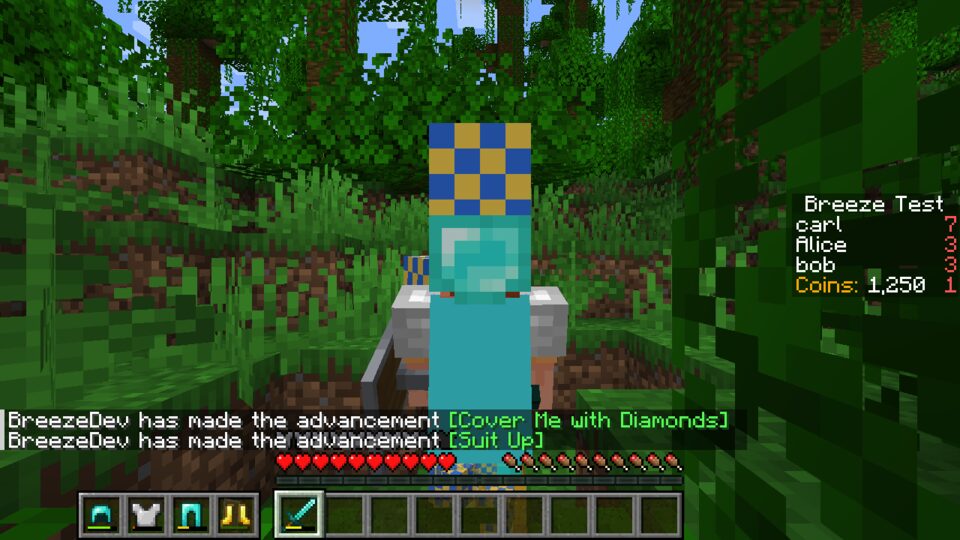 Breeze Test
carl 7
Alice 3
bob 3
Coins: 1,250 1
BreezeDev has made the advancement [Cover Me with Diamonds]
BreezeDev has made the advancement [Suit Up]